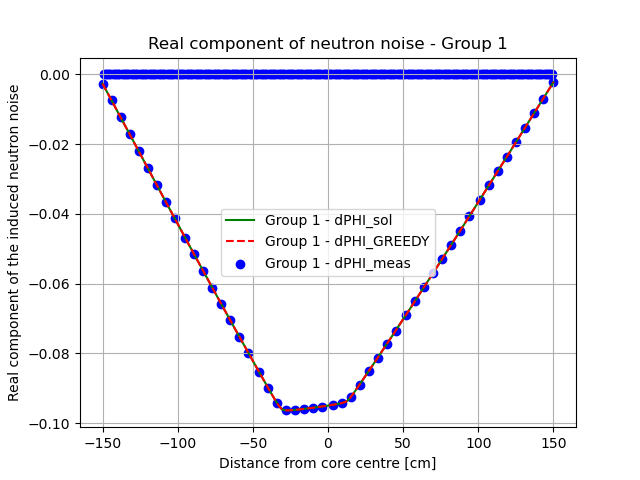 Real component of neutron noise - Group 1
Real component of the induced neutron noise
0.00
−0.02
−0.04
−0.06
−0.08
−0.10
Group 1 - dPHI_sol
Group 1 - dPHI_GREEDY
Group 1 - dPHI_meas
−150
−100
−50
0
50
100
150
Distance from core centre [cm]